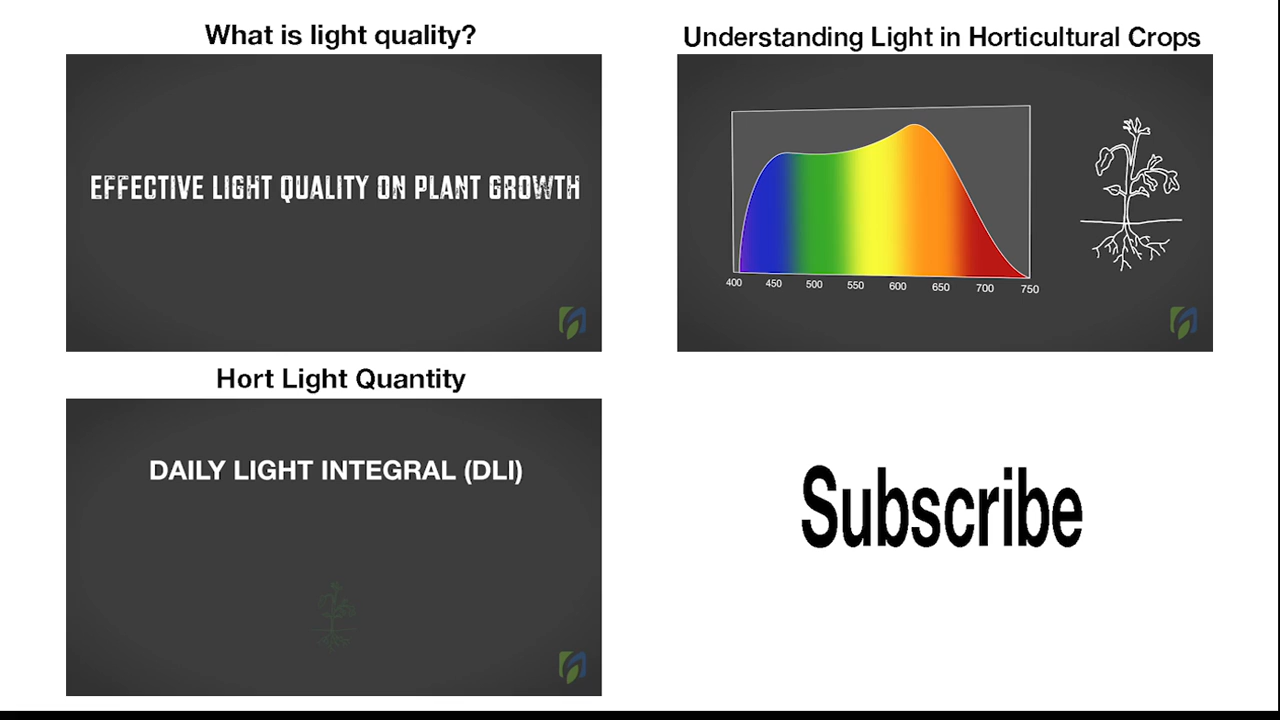 What is light quality?
Understanding Light in Horticultural Crops
EFFECTIVE LIGHT QUALITY ON PLANT GROWTH
400 450 500 550 600 650 700 750
Hort Light Quantity
DAILY LIGHT INTEGRAL (DLI)
Subscribe